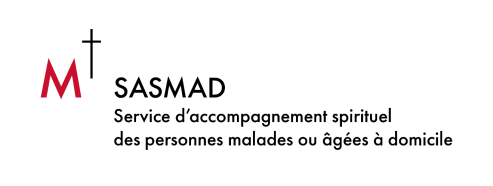 M†
SASMAD
Service d'accompagnement spirituel
des personnes malades ou âgées à domicile